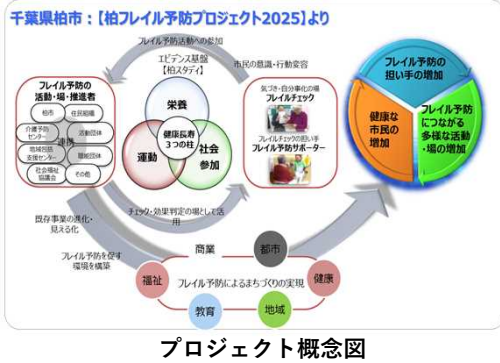 千葉県柏市：【柏フレイル予防プロジェクト2025】より
フレイル予防活動への参加
エビデンス基盤
【柏スタディ】
市民の意識・行動変容
フレイル予防の
活動・場・推進者
柏市
住民組織
介護予防
センター
活動団体
連携
地域包括
支援センター
職能団体
社会福祉
協議会
その他
栄養
健康長寿
3つの柱
運動
社会
参加
気づき・自分事化の場
フレイルチェック
フレイルチェックの担い手
フレイル予防サポーター
フレイル予防の
担い手の増加
健康な
市民の
増加
フレイル予防
につながる
多様な活動
・場の増加
既存事業の進化・
見える化
チェック・効果判定の場として活
用
フレイル予防を促す
環境を構築
商業
都市
福祉
フレイル予防によるまちづくりの実現
健康
教育
地域
プロジェクト概念図